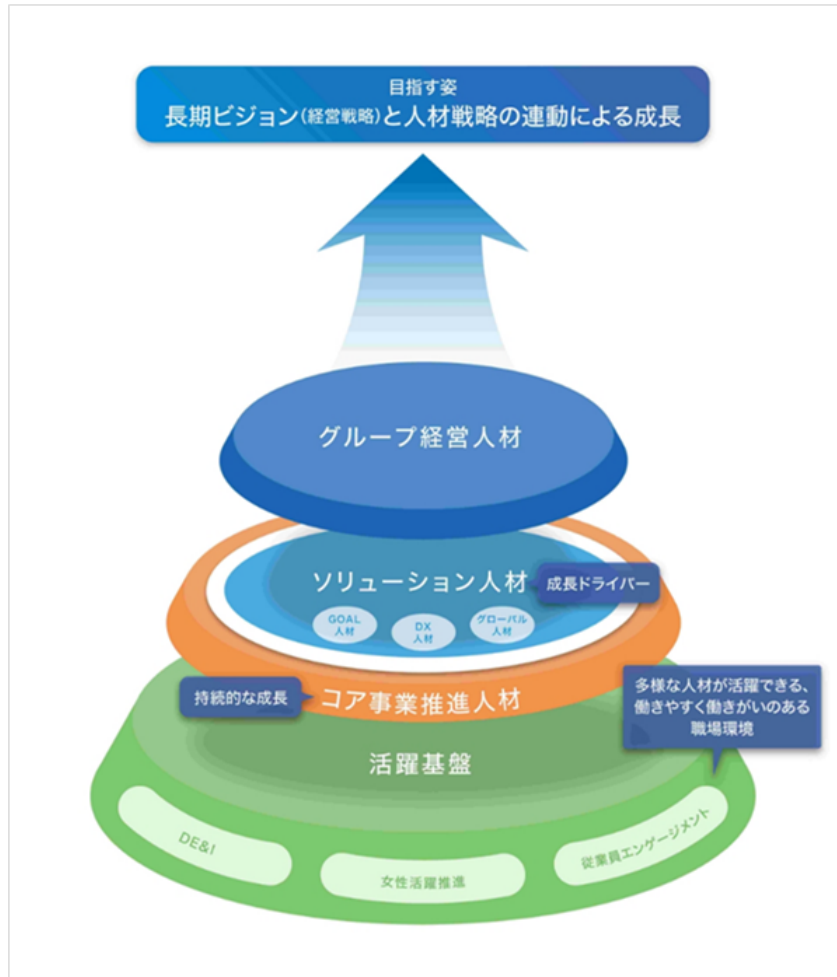 目指す姿
長期ビジョン(経営戦略)と人材戦略の連動による成長
グループ経営人材
ソリューション人材
成長ドライバー
GOAL
人材
DX
人材
グローバル
人材
持続的な成長
コア事業推進人材
多様な人材が活躍できる、
働きやすく働きがいのある
職場環境
活躍基盤
DE&I
女性活躍推進
従業員エンゲージメント